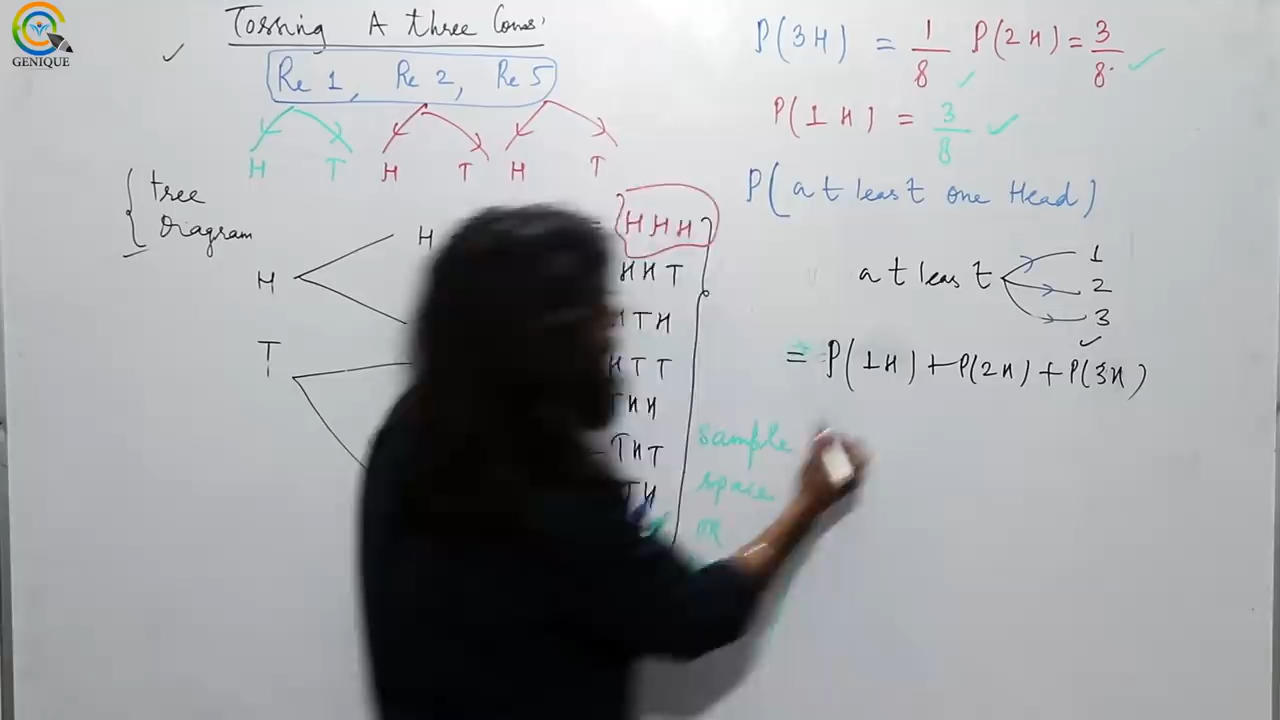 GENIQUE
Tossing A three Coins
Re 1, Re 2, Re 5
H T H T H T
tree
Diagram
H
T
H
HHH
HHT
HTH
HTT
THH
THT
TH
sample
space
OR
P(3H) = 1/8 P(2H) = 3/8
P(1H) = 3/8
P(at least one Head)
at least
1
2
3
= P(1H) + P(2H) + P(3H)